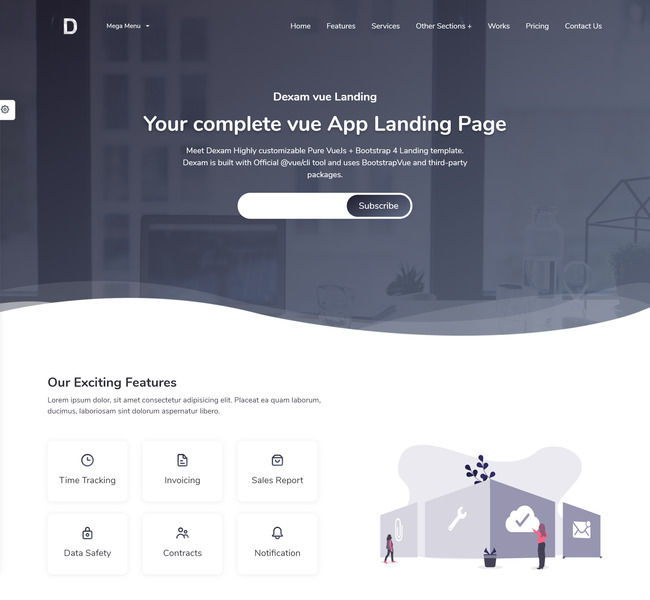 D
Mega Menu
Home Features Services Other Sections + Works Pricing Contact Us
Dexam vue Landing
Your complete vue App Landing Page
Meet Dexam Highly customizable Pure VueJs + Bootstrap 4 Landing template.
Dexam is built with Official @vue/cli tool and uses BootstrapVue and third-party
packages.
Subscribe
Our Exciting Features
Lorem ipsum dolor, sit amet consectetur adipisicing elit. Placeat ea quam laborum,
ducimus, laboriosam sint dolorum aspernatur libero.
Time Tracking
Invoicing
Sales Report
Data Safety
Contracts
Notification